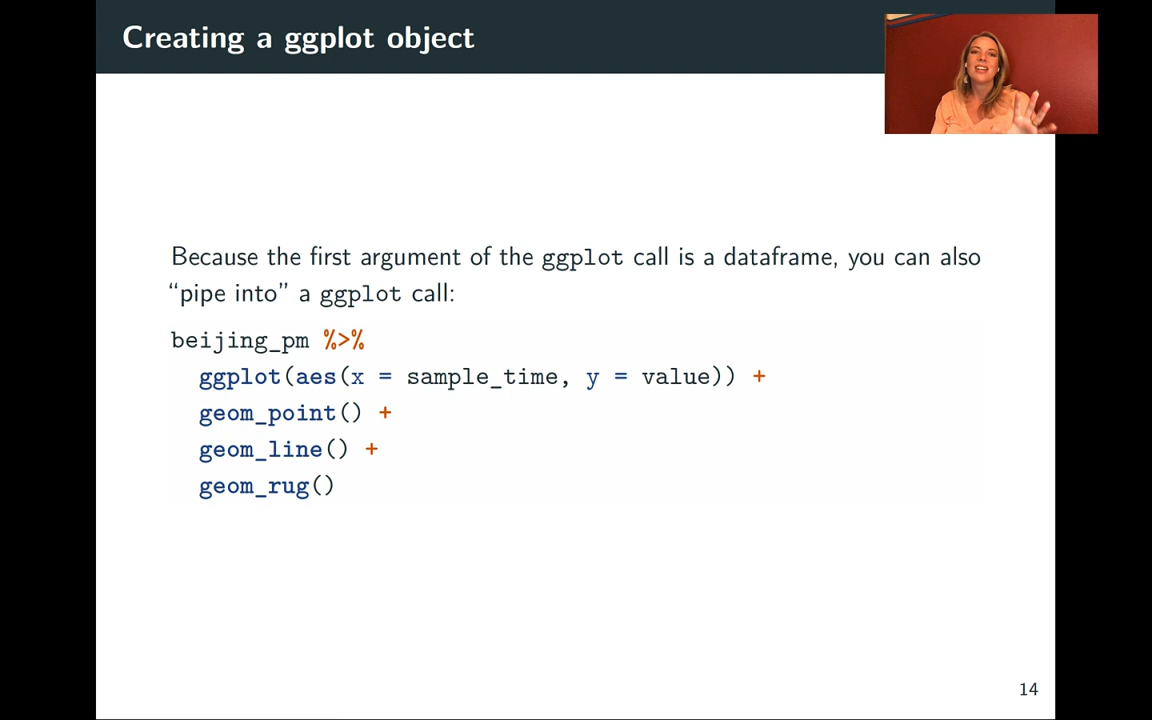 Creating a ggplot object
Because the first argument of the ggplot call is a dataframe, you can also
“pipe into” a ggplot call:
beijing_pm %>%
ggplot(aes(x = sample_time, y = value)) +
geom_point() +
geom_line() +
geom_rug()
14